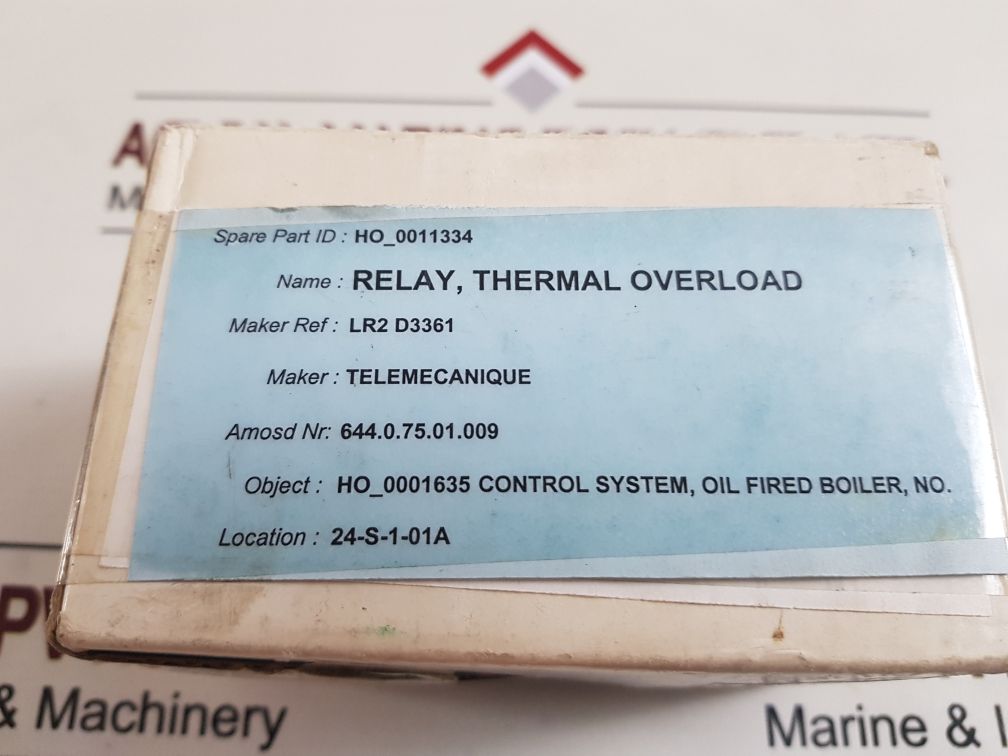 Spare Part ID : HO_0011334
Name : RELAY, THERMAL OVERLOAD
Maker Ref : LR2 D3361
Maker : TELEMECANIQUE
Amosd Nr: 644.0.75.01.009
Object : HO_0001635 CONTROL SYSTEM, OIL FIRED BOILER, NO.
Location : 24-S-1-01A
& Machinery
Marine &